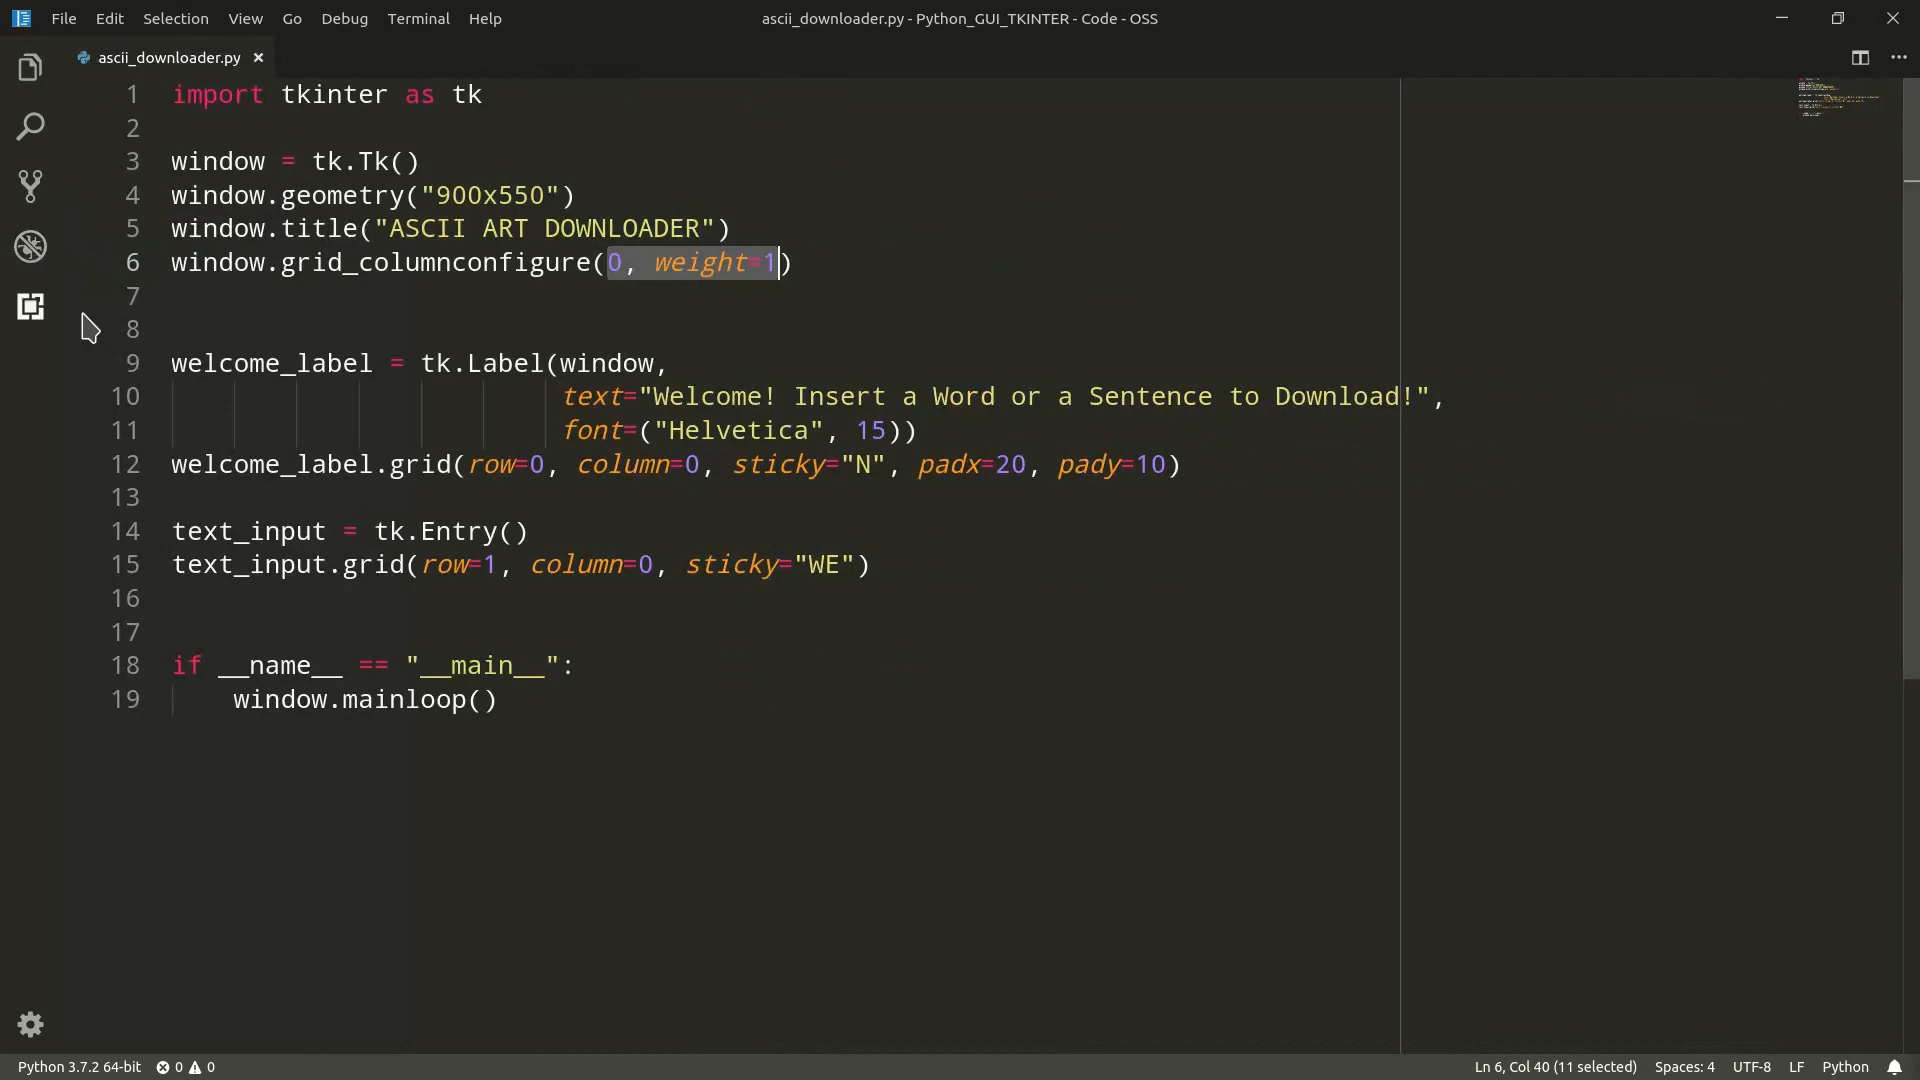 File Edit Selection View Go Debug Terminal Help ascii_downloader.py - Python_GUI_TKINTER - Code - OSS
ascii_downloader.py
1 import tkinter as tk
2
3 window = tk.Tk()
4 window.geometry("900x550")
5 window.title("ASCII ART DOWNLOADER")
6 window.grid_columnconfigure(0, weight=1)
7
8
9 welcome_label = tk.Label(window,
10 text="Welcome! Insert a Word or a Sentence to Download!",
11 font=("Helvetica", 15))
12 welcome_label.grid(row=0, column=0, sticky="N", padx=20, pady=10)
13
14 text_input = tk.Entry()
15 text_input.grid(row=1, column=0, sticky="WE")
16
17
18 if __name__ == "__main__":
19 window.mainloop()
Python 3.7.2 64-bit 0 0 Ln 6, Col 40 (11 selected) Spaces: 4 UTF-8 LF Python